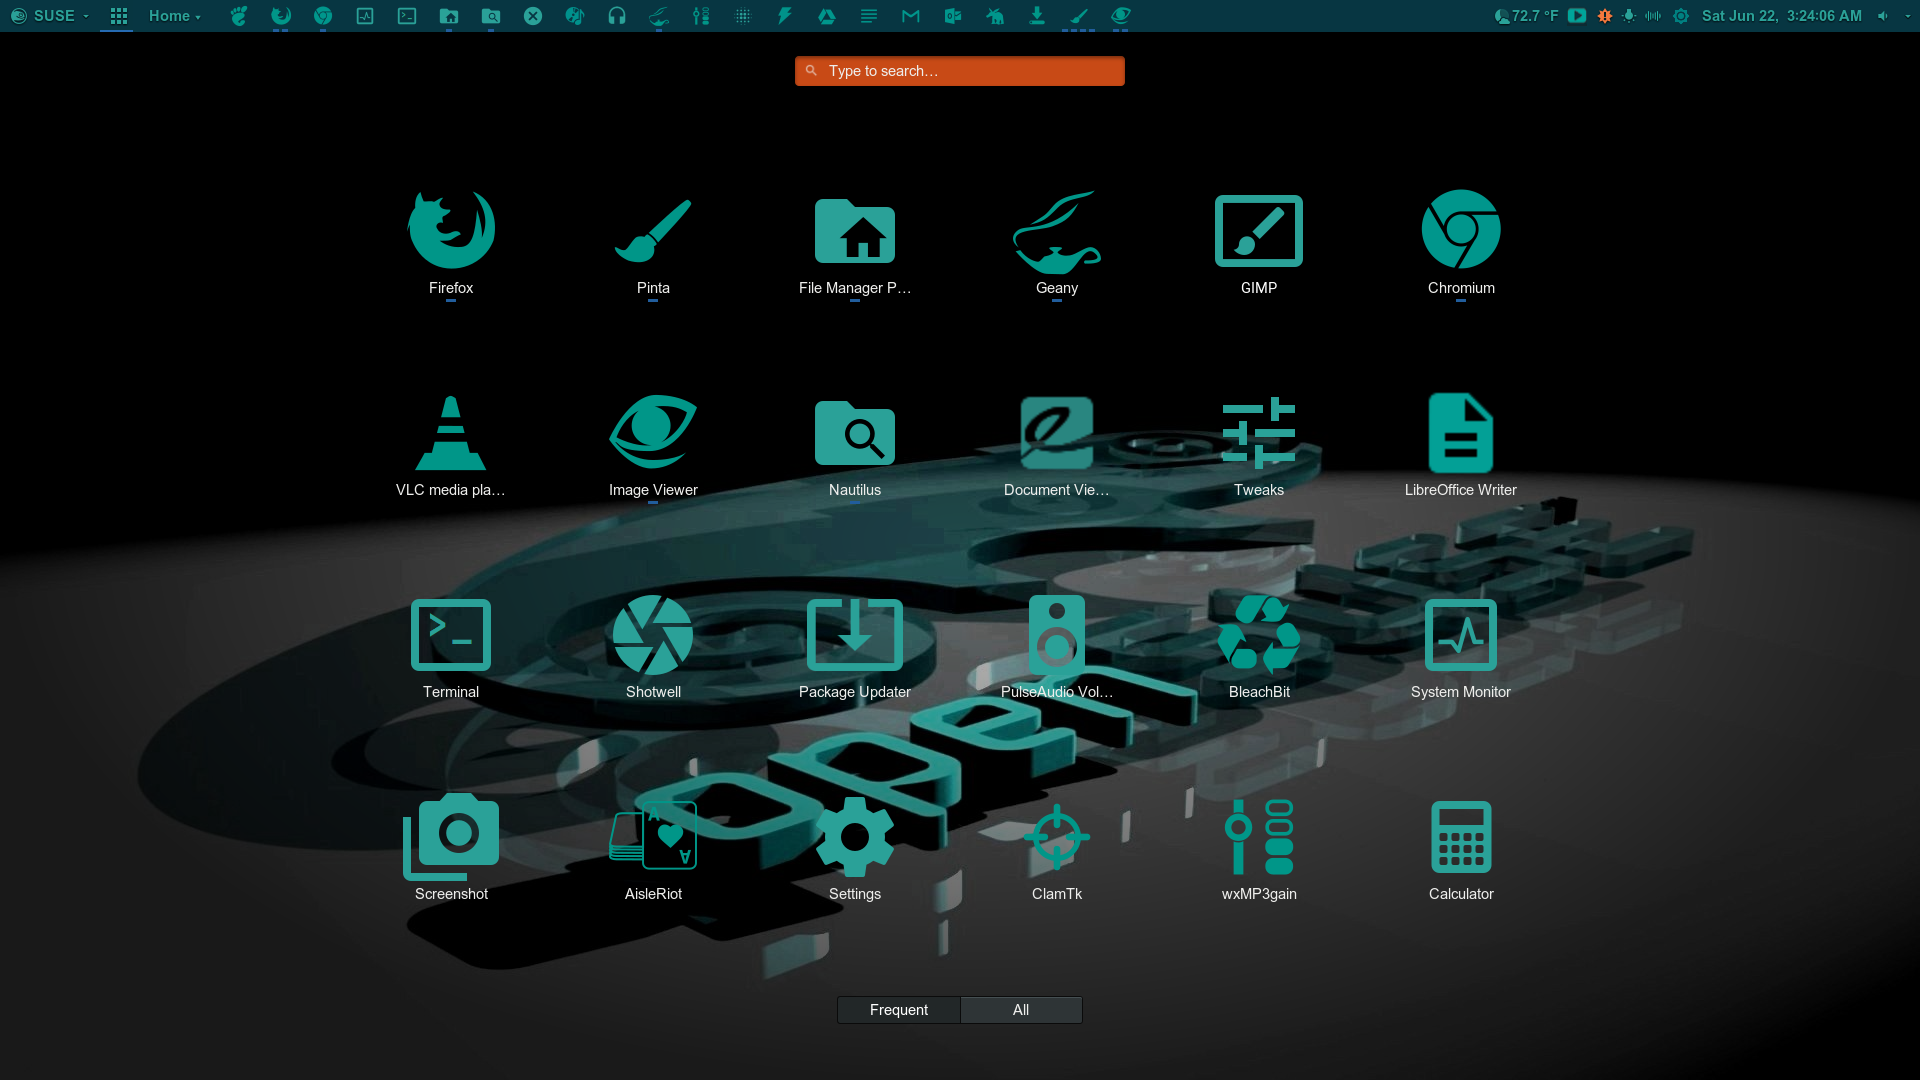 SUSE
Home
72.7 °F
Sat Jun 22, 3:24:06 AM
Type to search…
Firefox
Pinta
File Manager P…
Geany
GIMP
Chromium
VLC media pla…
Image Viewer
Nautilus
Document Vie…
Tweaks
LibreOffice Writer
Terminal
Shotwell
Package Updater
PulseAudio Vol…
BleachBit
System Monitor
open
Screenshot
AisleRiot
Settings
ClamTk
wxMP3gain
Calculator
Frequent
All